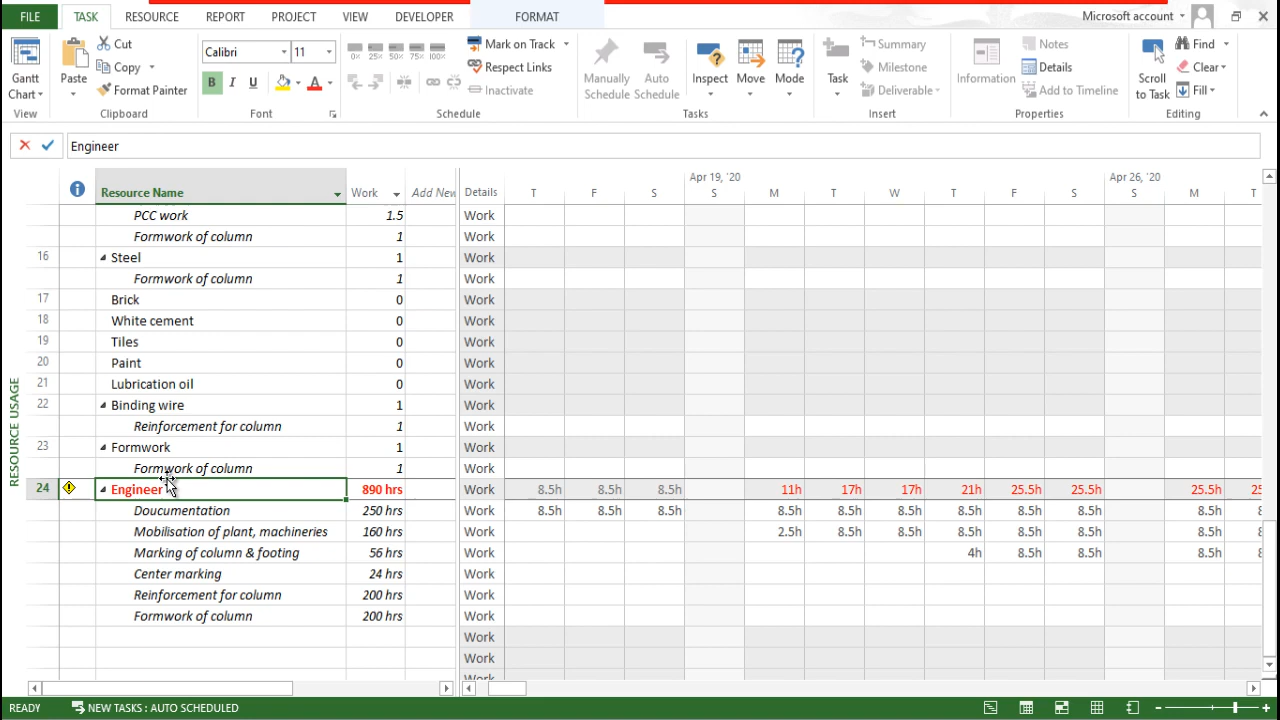 FILE TASK RESOURCE REPORT PROJECT VIEW DEVELOPER FORMAT Microsoft account
Gantt Chart
View
Paste
Cut
Copy
Format Painter
Clipboard
Calibri 11
B I U A
Font
0% 25% 50% 75% 100%
Mark on Track
Respect Links
Inactivate
Schedule
Manually Schedule
Auto Schedule
Inspect
Move
Mode
Tasks
Task
Summary
Milestone
Deliverable
Insert
Information
Notes
Details
Add to Timeline
Properties
Scroll to Task
Find
Clear
Fill
Editing
Engineer
Resource Name Work Add New Details
Apr 19, '20 Apr 26, '20
T F S S M T W T F S S M T
PCC work 1.5 Work
Formwork of column 1 Work
16 Steel 1 Work
Formwork of column 1 Work
17 Brick 0 Work
18 White cement 0 Work
19 Tiles 0 Work
20 Paint 0 Work
21 Lubrication oil 0 Work
22 Binding wire 1 Work
Reinforcement for column 1 Work
23 Formwork 1 Work
Formwork of column 1 Work
24 Engineer 890 hrs Work 8.5h 8.5h 8.5h 11h 17h 17h 21h 25.5h 25.5h 25.5h
Doucumentation 250 hrs Work 8.5h 8.5h 8.5h 8.5h 8.5h 8.5h 8.5h 8.5h 8.5h 8.5h
Mobilisation of plant, machineries 160 hrs Work 2.5h 8.5h 8.5h 8.5h 8.5h 8.5h 8.5h
Marking of column & footing 56 hrs Work 4h 8.5h 8.5h 8.5h
Center marking 24 hrs Work
Reinforcement for column 200 hrs Work
Formwork of column 200 hrs Work
Work
Work
RESOURCE USAGE
READY NEW TASKS : AUTO SCHEDULED